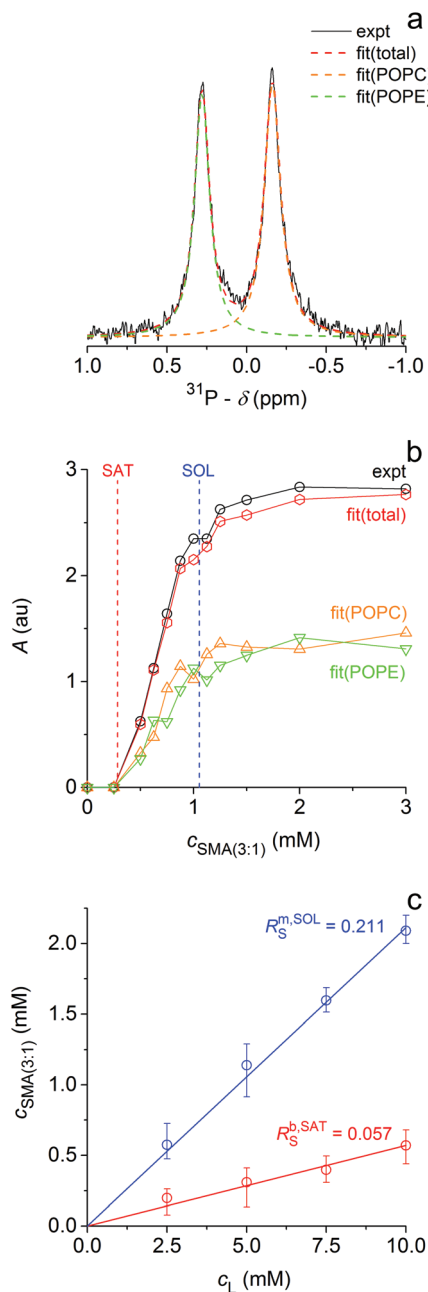 a
expt
fit(total)
fit(POPC
fit(POPE)
1.0 0.5 0.0 -0.5 -1.0
31P - δ (ppm)
b
SAT SOL
expt
fit(total)
fit(POPC)
fit(POPE)
3
2
1
0
A (au)
0 1 2 3
cSMA(3:1) (mM)
c
RSm,SOL = 0.211
RSb,SAT = 0.057
2.0
1.5
1.0
0.5
0.0
cSMA(3:1) (mM)
0.0 2.5 5.0 7.5 10.0
cL (mM)